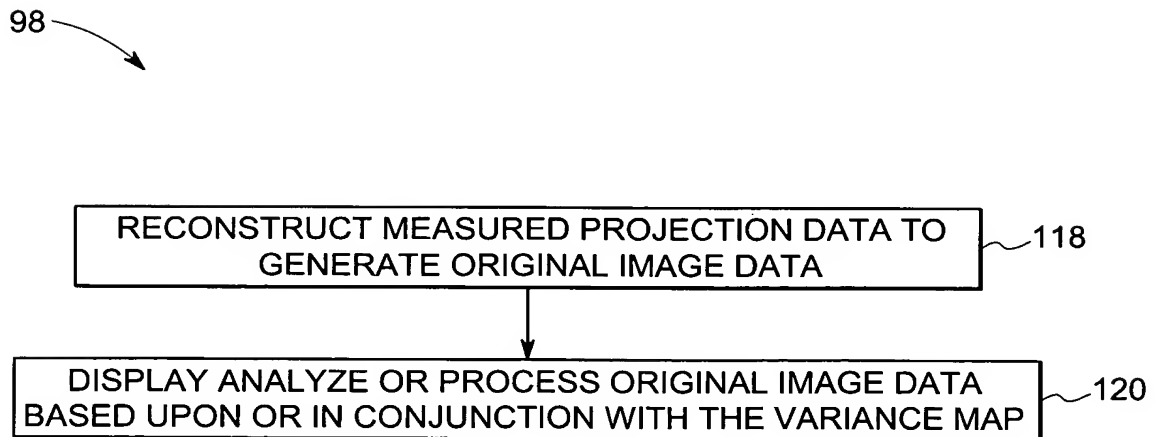 98
RECONSTRUCT MEASURED PROJECTION DATA TO
GENERATE ORIGINAL IMAGE DATA
118
DISPLAY ANALYZE OR PROCESS ORIGINAL IMAGE DATA
BASED UPON OR IN CONJUNCTION WITH THE VARIANCE MAP
120